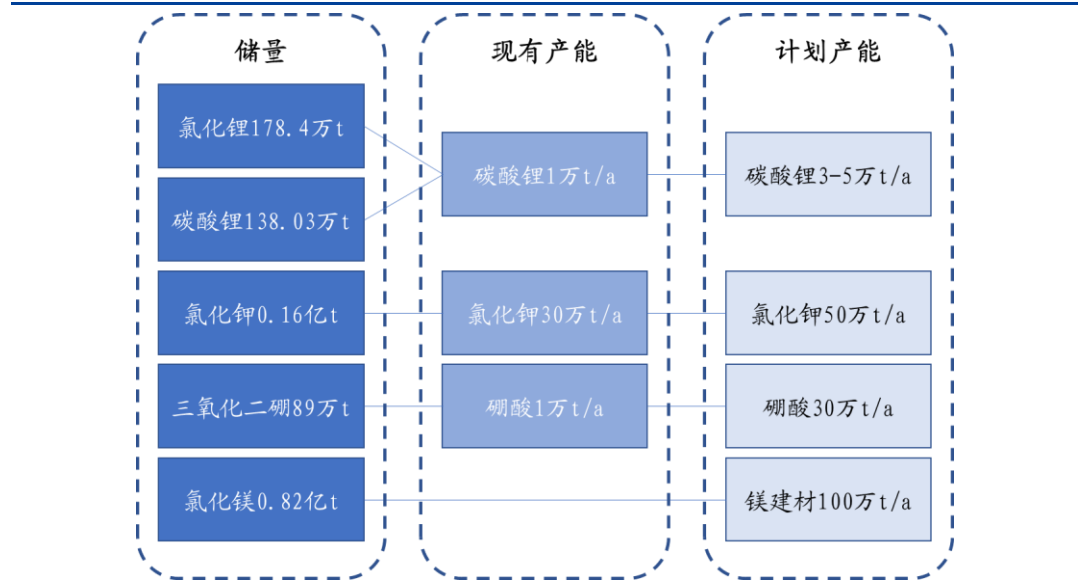 储量
氯化锂178.4万t
碳酸锂138.03万t
氯化钾0.16亿t
三氧化二硼89万t
氯化镁0.82亿t
现有产能
碳酸锂1万t/a
氯化钾30万t/a
硼酸1万t/a
计划产能
碳酸锂3-5万t/a
氯化钾50万t/a
硼酸30万t/a
镁建材100万t/a